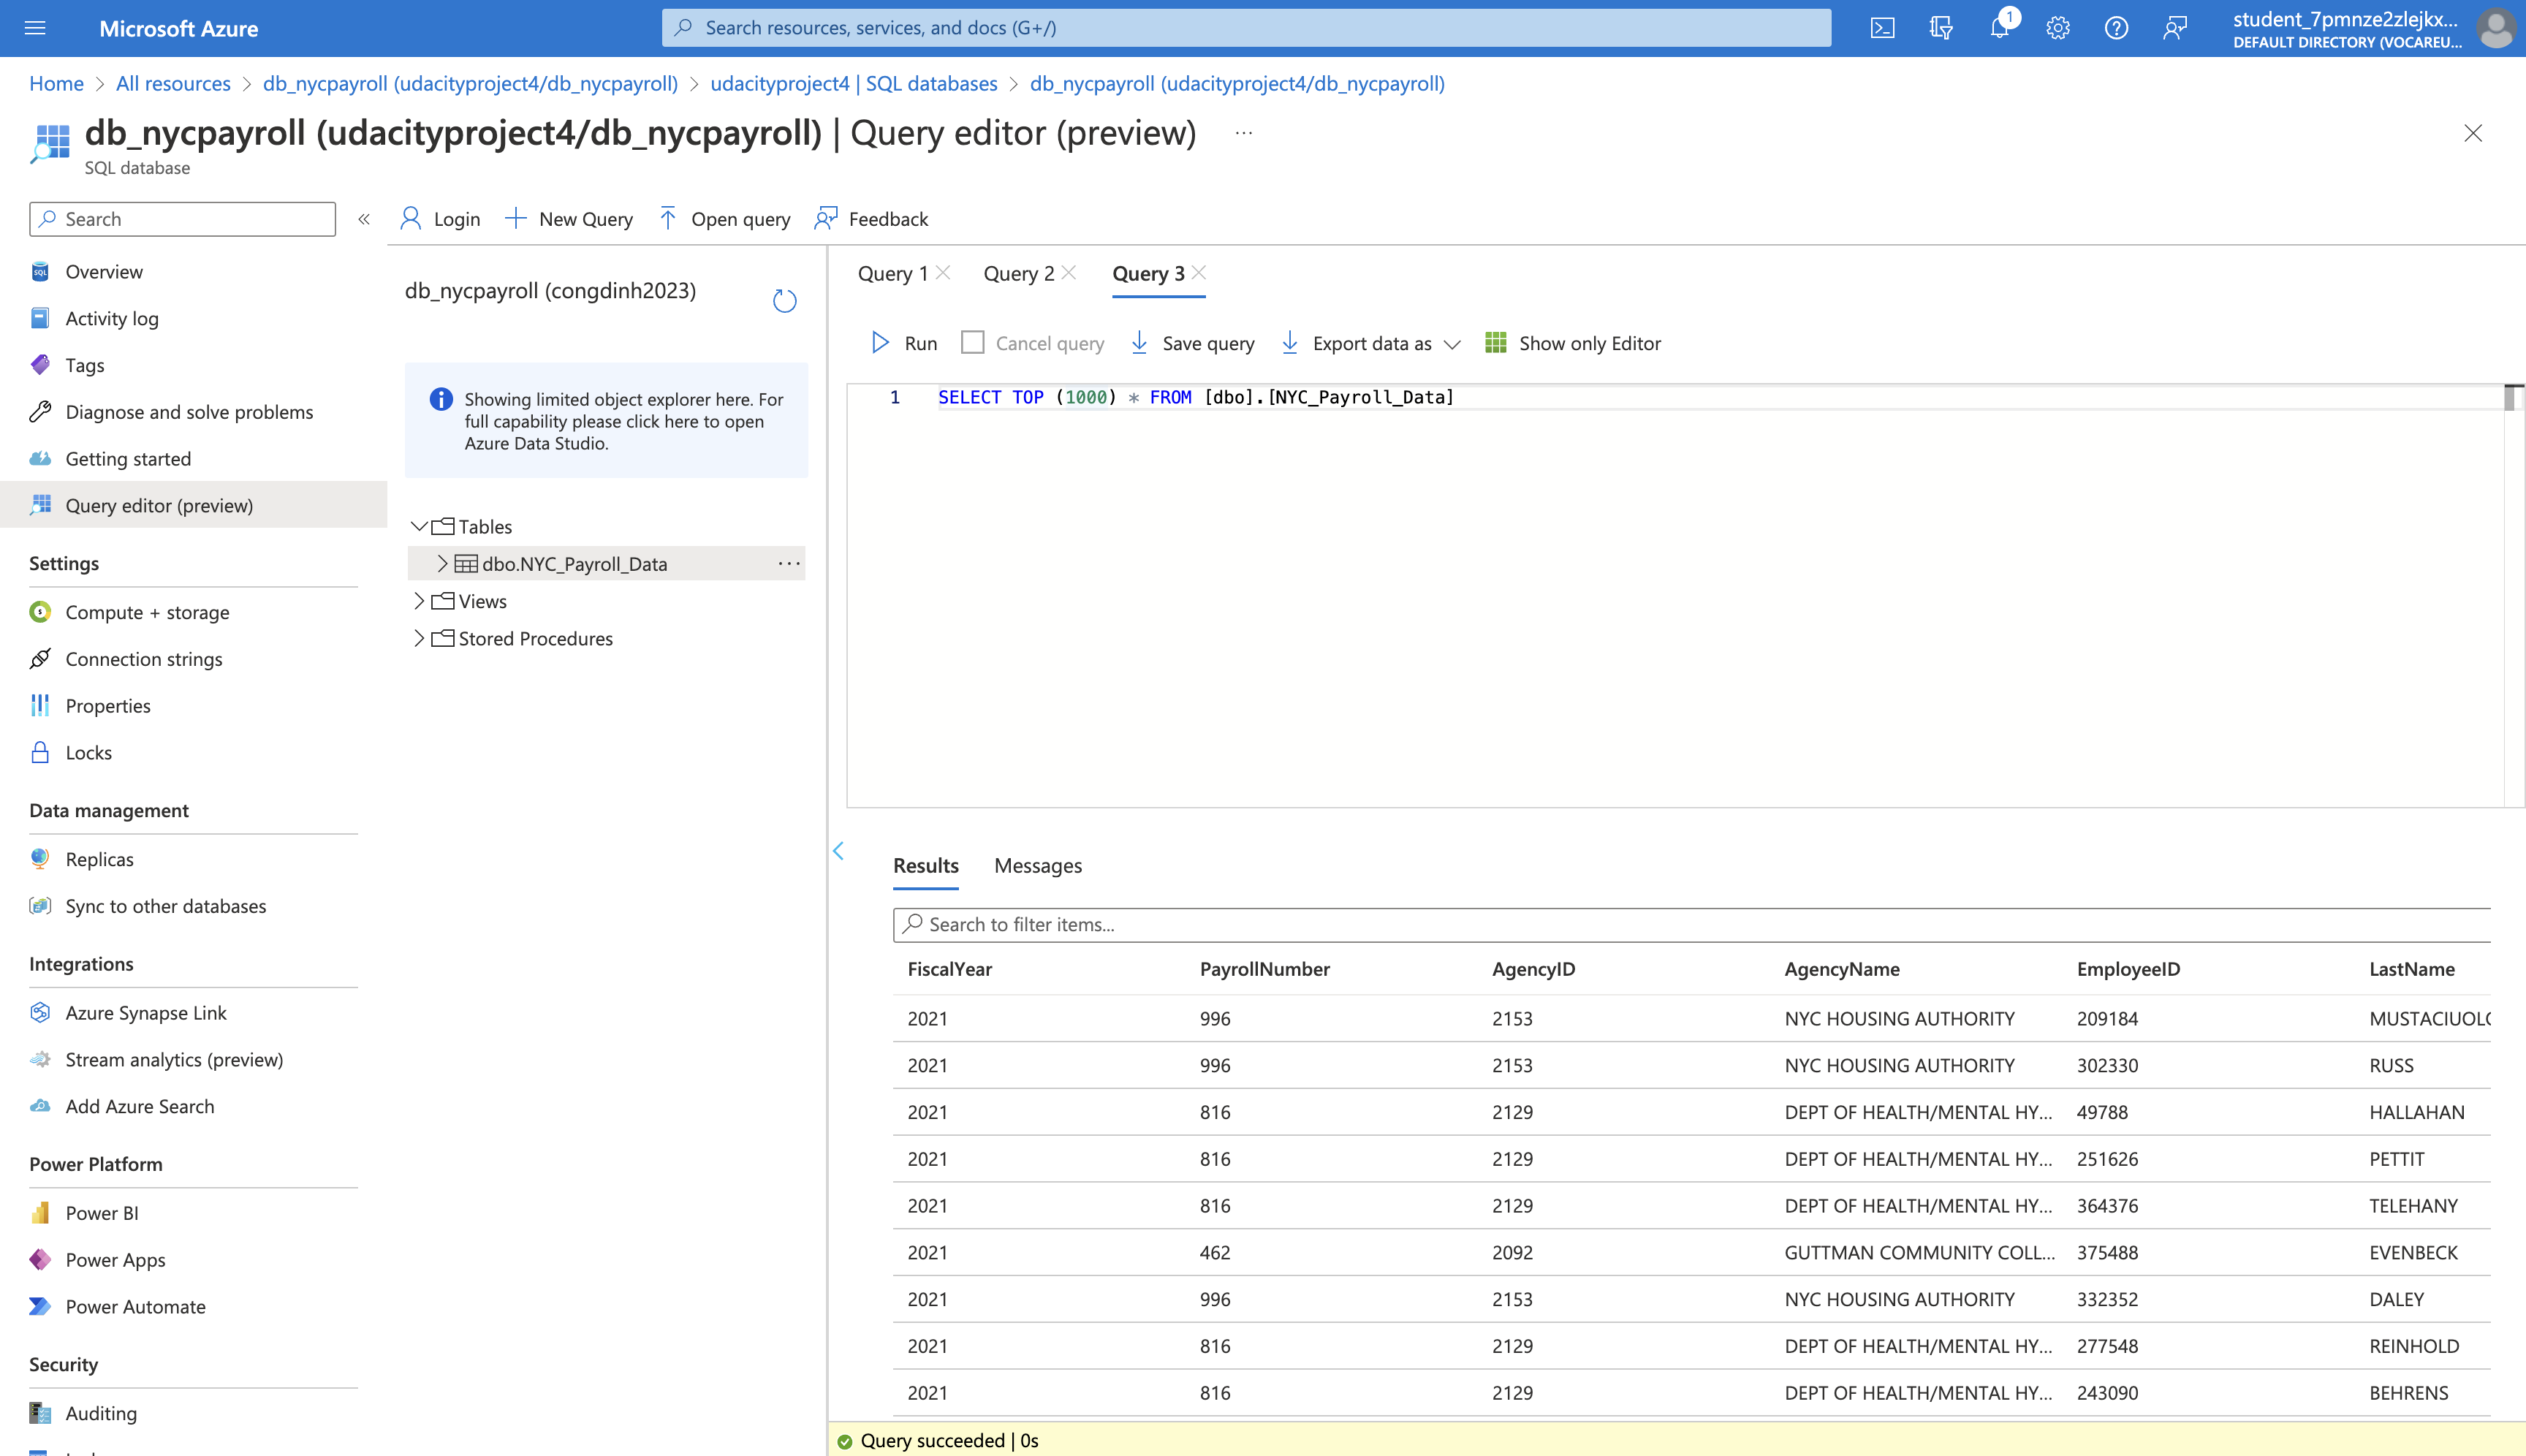 Microsoft Azure
Search resources, services, and docs (G+/)
1
student_7pmnze2zlejkx...
DEFAULT DIRECTORY (VOCAREU...
Home > All resources > db_nycpayroll (udacityproject4/db_nycpayroll) > udacityproject4 | SQL databases > db_nycpayroll (udacityproject4/db_nycpayroll)
db_nycpayroll (udacityproject4/db_nycpayroll) | Query editor (preview) ...
SQL database
Search
«
Login
New Query
Open query
Feedback
Overview
Activity log
Tags
Diagnose and solve problems
Getting started
Query editor (preview)
Settings
Compute + storage
Connection strings
Properties
Locks
Data management
Replicas
Sync to other databases
Integrations
Azure Synapse Link
Stream analytics (preview)
Add Azure Search
Power Platform
Power BI
Power Apps
Power Automate
Security
Auditing
db_nycpayroll (congdinh2023)
Showing limited object explorer here. For
full capability please click here to open
Azure Data Studio.
Tables
dbo.NYC_Payroll_Data ...
Views
Stored Procedures
Query 1 Query 2 Query 3
Run Cancel query Save query Export data as Show only Editor
1 SELECT TOP (1000) * FROM [dbo].[NYC_Payroll_Data]
Results Messages
Search to filter items...
FiscalYear PayrollNumber AgencyID AgencyName EmployeeID LastName
2021 996 2153 NYC HOUSING AUTHORITY 209184 MUSTACIUOLO
2021 996 2153 NYC HOUSING AUTHORITY 302330 RUSS
2021 816 2129 DEPT OF HEALTH/MENTAL HY... 49788 HALLAHAN
2021 816 2129 DEPT OF HEALTH/MENTAL HY... 251626 PETTIT
2021 816 2129 DEPT OF HEALTH/MENTAL HY... 364376 TELEHANY
2021 462 2092 GUTTMAN COMMUNITY COLL... 375488 EVENBECK
2021 996 2153 NYC HOUSING AUTHORITY 332352 DALEY
2021 816 2129 DEPT OF HEALTH/MENTAL HY... 277548 REINHOLD
2021 816 2129 DEPT OF HEALTH/MENTAL HY... 243090 BEHRENS
Query succeeded | 0s